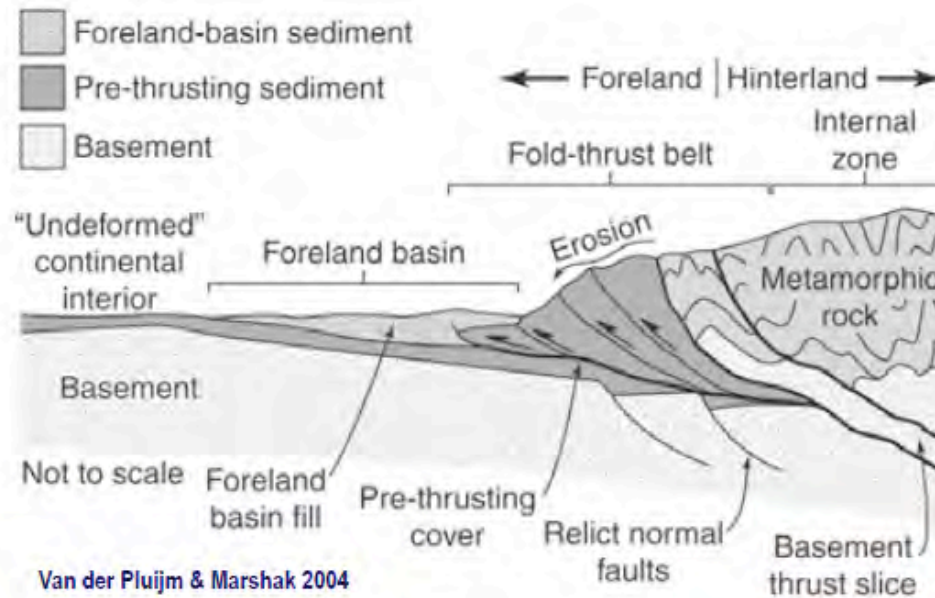 Foreland-basin sediment
Pre-thrusting sediment
Basement
Foreland
Hinterland
Internal
zone
Fold-thrust belt
"Undeformed"
continental
interior
Foreland basin
Erosion
Metamorphic
rock
Basement
Not to scale
Foreland
basin fill
Pre-thrusting
cover
Relict normal
faults
Basement
thrust slice
Van der Pluijm & Marshak 2004